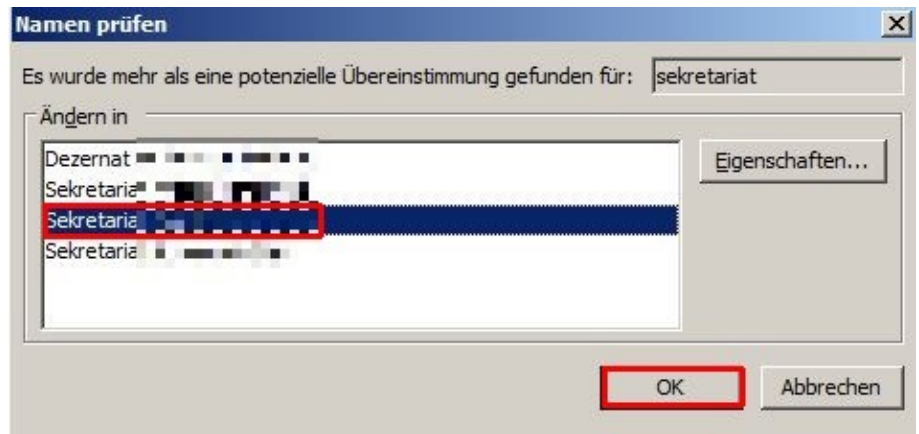 Namen prüfen
Es wurde mehr als eine potenzielle Übereinstimmung gefunden für: sekretariat
Ändern in
Dezernat
Eigenschaften...
Sekretaria
Sekretaria
Sekretaria
OK
Abbrechen